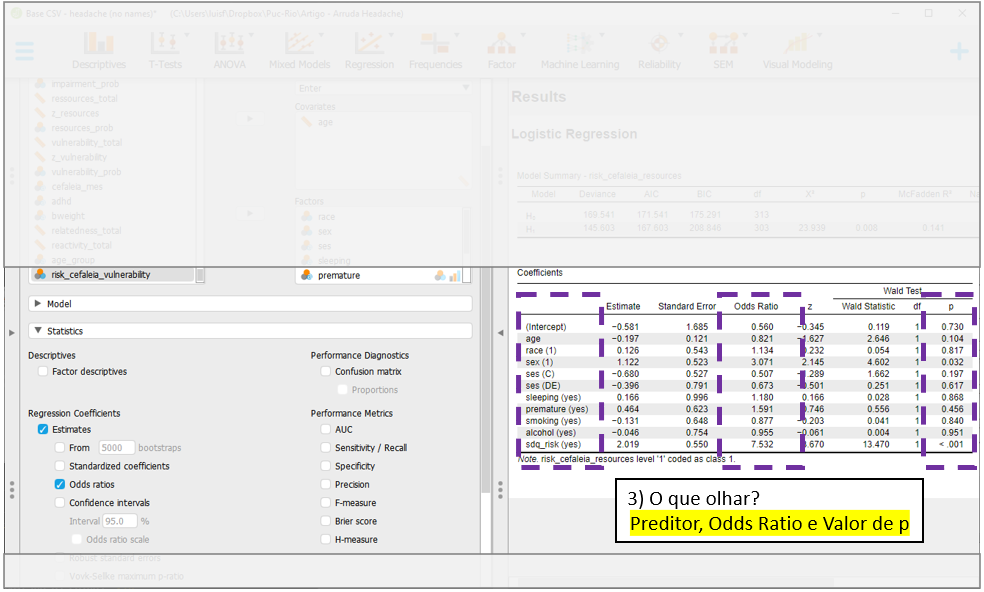 Base CSV - headache (no names)* (C:\Users\luisf\Dropbox\Puc-Rio\Artigo - Arruda Headache)
Descriptives T-Tests ANOVA Mixed Models Regression Frequencies Factor Machine Learning Reliability SEM Visual Modeling
impairment_prob
ressources_total
z_resources
resources_prob
vulnerability_total
z_vulnerability
vulnerability_prob
cefaleia_mes
adhd
bweight
relatedness_total
reactivity_total
age_group
risk_cefaleia_vulnerability
Enter
Covariates
age
Factors
race
sex
ses
sleeping
premature
Model
Statistics
Descriptives
Factor descriptives
Regression Coefficients
Estimates
From 5000 bootstraps
Standardized coefficients
Odds ratios
Confidence intervals
Interval 95.0 %
Odds ratio scale
Robust standard errors
Vovk-Sellke maximum p-ratio
Performance Diagnostics
Confusion matrix
Proportions
Performance Metrics
AUC
Sensitivity / Recall
Specificity
Precision
F-measure
Brier score
H-measure
Results
Logistic Regression
Model Summary - risk_cefaleia_resources
Model Deviance AIC BIC df X² p McFadden R²
H₀ 169.541 171.541 175.291 313
H₁ 145.603 167.603 208.846 303 23.939 0.008 0.141
Coefficients
Wald Test
Estimate Standard Error Odds Ratio z Wald Statistic df p
(Intercept) −0.581 1.685 0.560 −0.345 0.119 1 0.730
age −0.197 0.121 0.821 −1.627 2.646 1 0.104
race (1) 0.126 0.543 1.134 0.232 0.054 1 0.817
sex (1) 1.122 0.523 3.071 2.145 4.602 1 0.032
ses (C) −0.680 0.527 0.507 −1.289 1.662 1 0.197
ses (DE) −0.396 0.791 0.673 −0.501 0.251 1 0.617
sleeping (yes) 0.166 0.996 1.180 0.166 0.028 1 0.868
premature (yes) 0.464 0.623 1.591 0.746 0.556 1 0.456
smoking (yes) −0.131 0.648 0.877 −0.203 0.041 1 0.840
alcohol (yes) −0.046 0.754 0.955 −0.061 0.004 1 0.951
sdq_risk (yes) 2.019 0.550 7.532 3.670 13.470 1 < .001
Note. risk_cefaleia_resources level '1' coded as class 1.
3) O que olhar?
Preditor, Odds Ratio e Valor de p